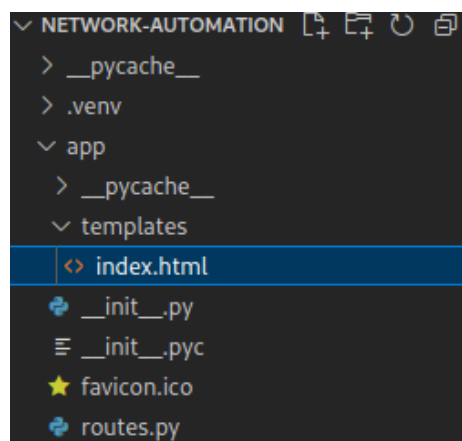 NETWORK-AUTOMATION
__pycache__
.venv
app
__pycache__
templates
index.html
__init__.py
__init__.pyc
favicon.ico
routes.py